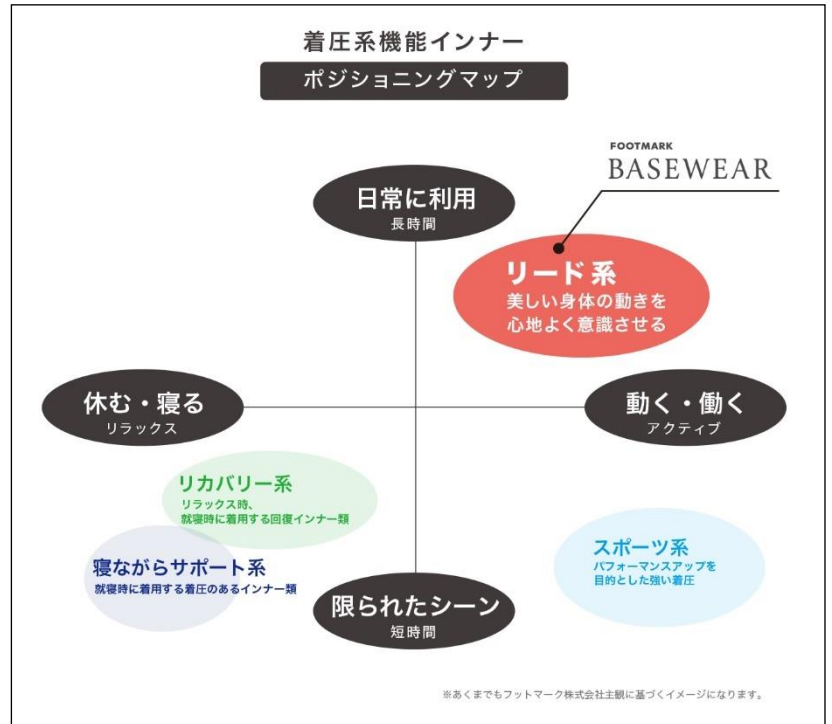 着圧系機能インナー
ポジショニングマップ
FOOTMARK
BASEWEAR
日常に利用
長時間
リード系
美しい身体の動きを
心地よく意識させる
休む・寝る
リラックス
動く・働く
アクティブ
リカバリー系
リラックス時、
就寝時に着用する回復インナー類
寝ながらサポート系
就寝時に着用する着圧のあるインナー類
スポーツ系
パフォーマンスアップを
目的とした強い着圧
限られたシーン
短時間
※あくまでもフットマーク株式会社主観に基づくイメージになります。